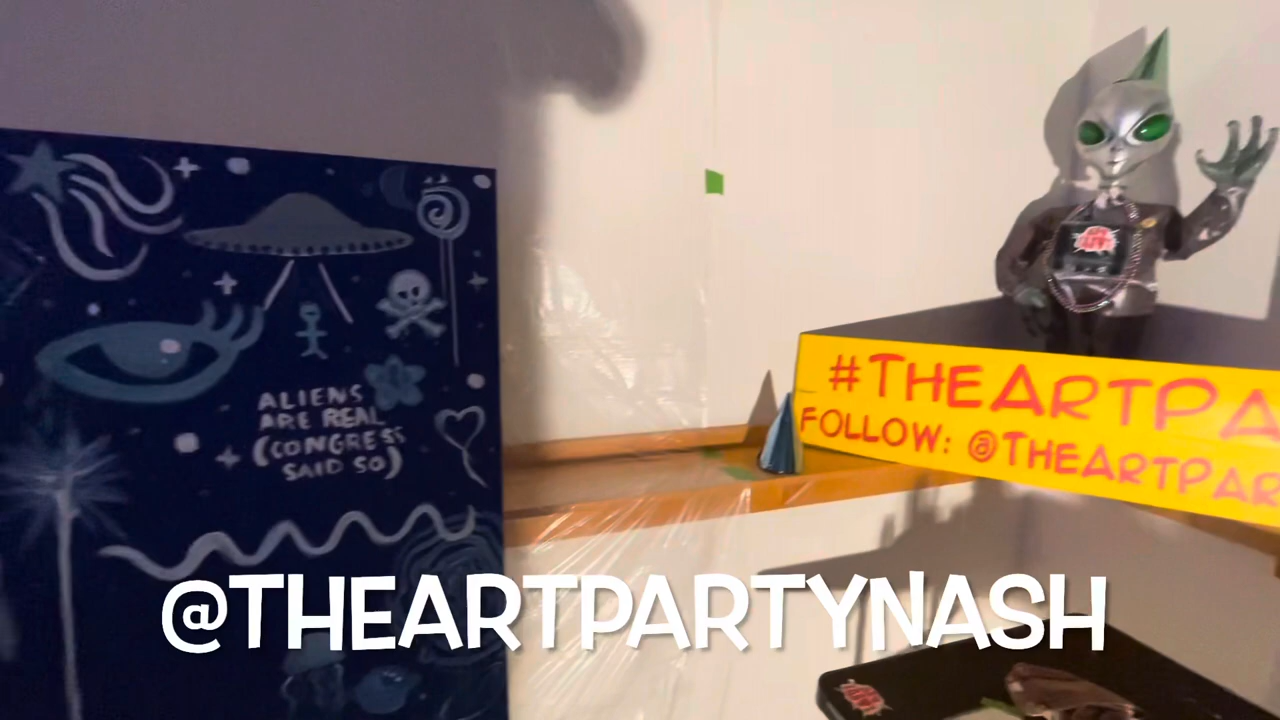 ALIENS
ARE REAL
(CONGRESS
SAID SO)
#THEARTPA
FOLLOW: @THEARTPAR
@THEARTPARTYNASH